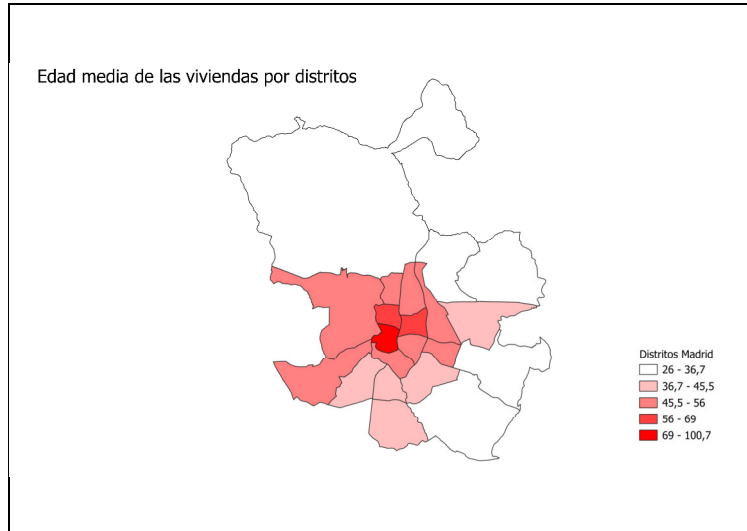 Edad media de las viviendas por distritos
Distritos Madrid
26 - 36,7
36,7 - 45,5
45,5 - 56
56 - 69
69 - 100,7